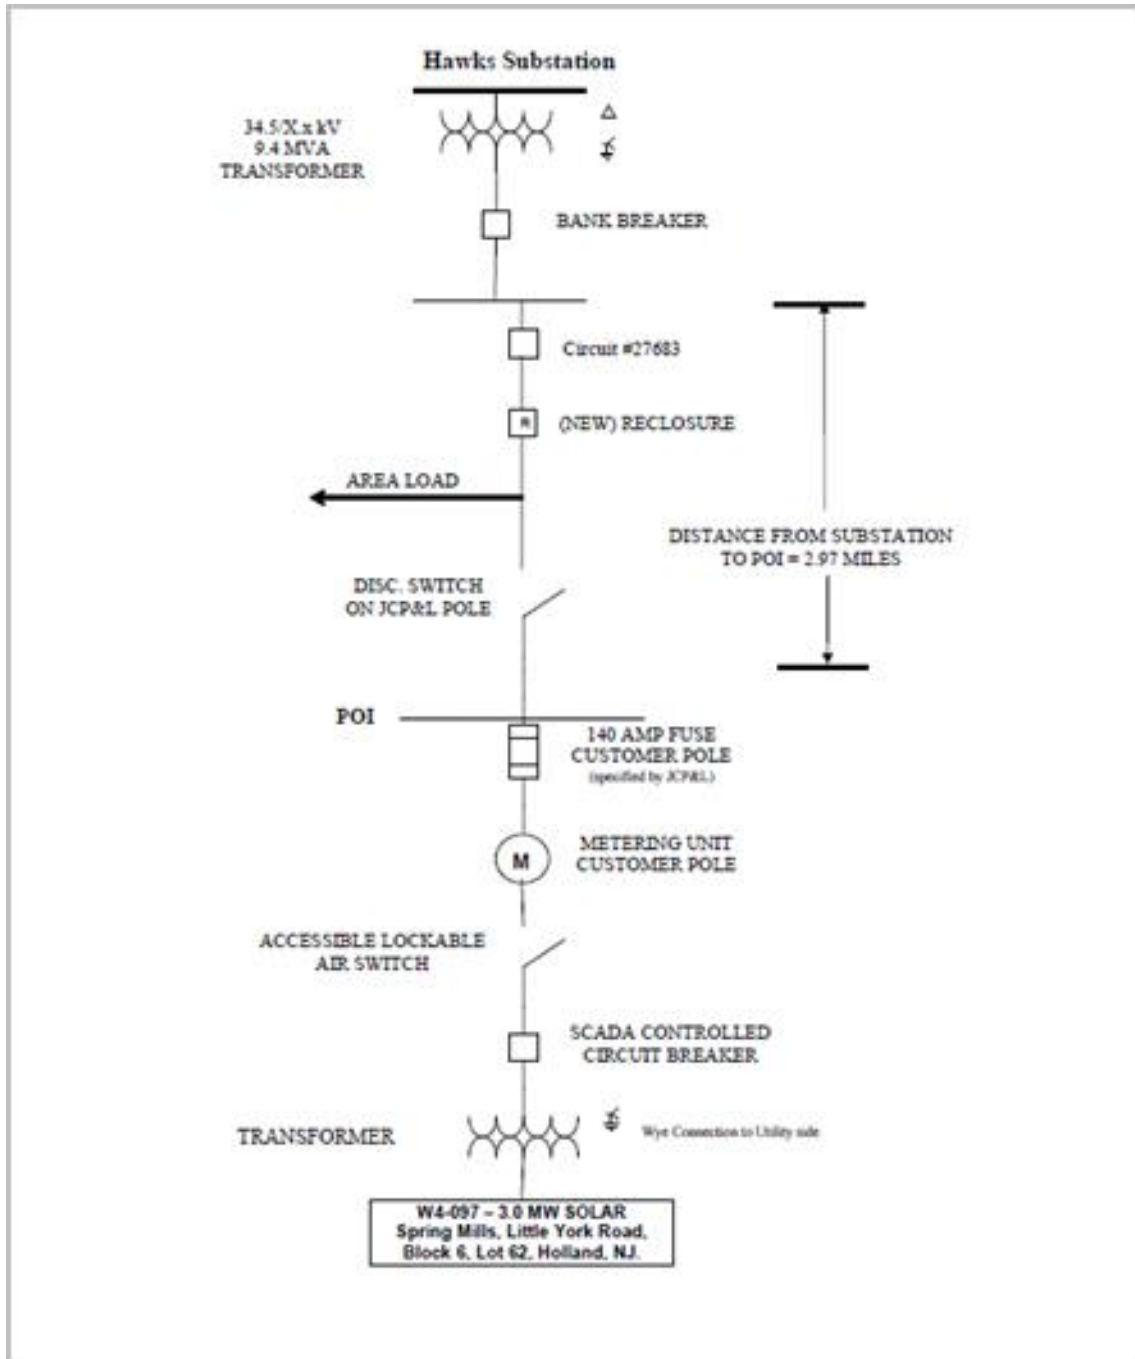 Hawks Substation
34.5/X.x kV
9.4 MVA
TRANSFORMER
BANK BREAKER
Circuit #27683
R
(NEW) RECLOSURE
AREA LOAD
DISTANCE FROM SUBSTATION
TO POI = 2.97 MILES
DISC. SWITCH
ON JCP&L POLE
POI
140 AMP FUSE
CUSTOMER POLE
(specified by JCP&L)
M
METERING UNIT
CUSTOMER POLE
ACCESSIBLE LOCKABLE
AIR SWITCH
SCADA CONTROLLED
CIRCUIT BREAKER
TRANSFORMER
Wye Connection to Utility side
W4-097 – 3.0 MW SOLAR
Spring Mills, Little York Road,
Block 6, Lot 62, Holland, NJ.